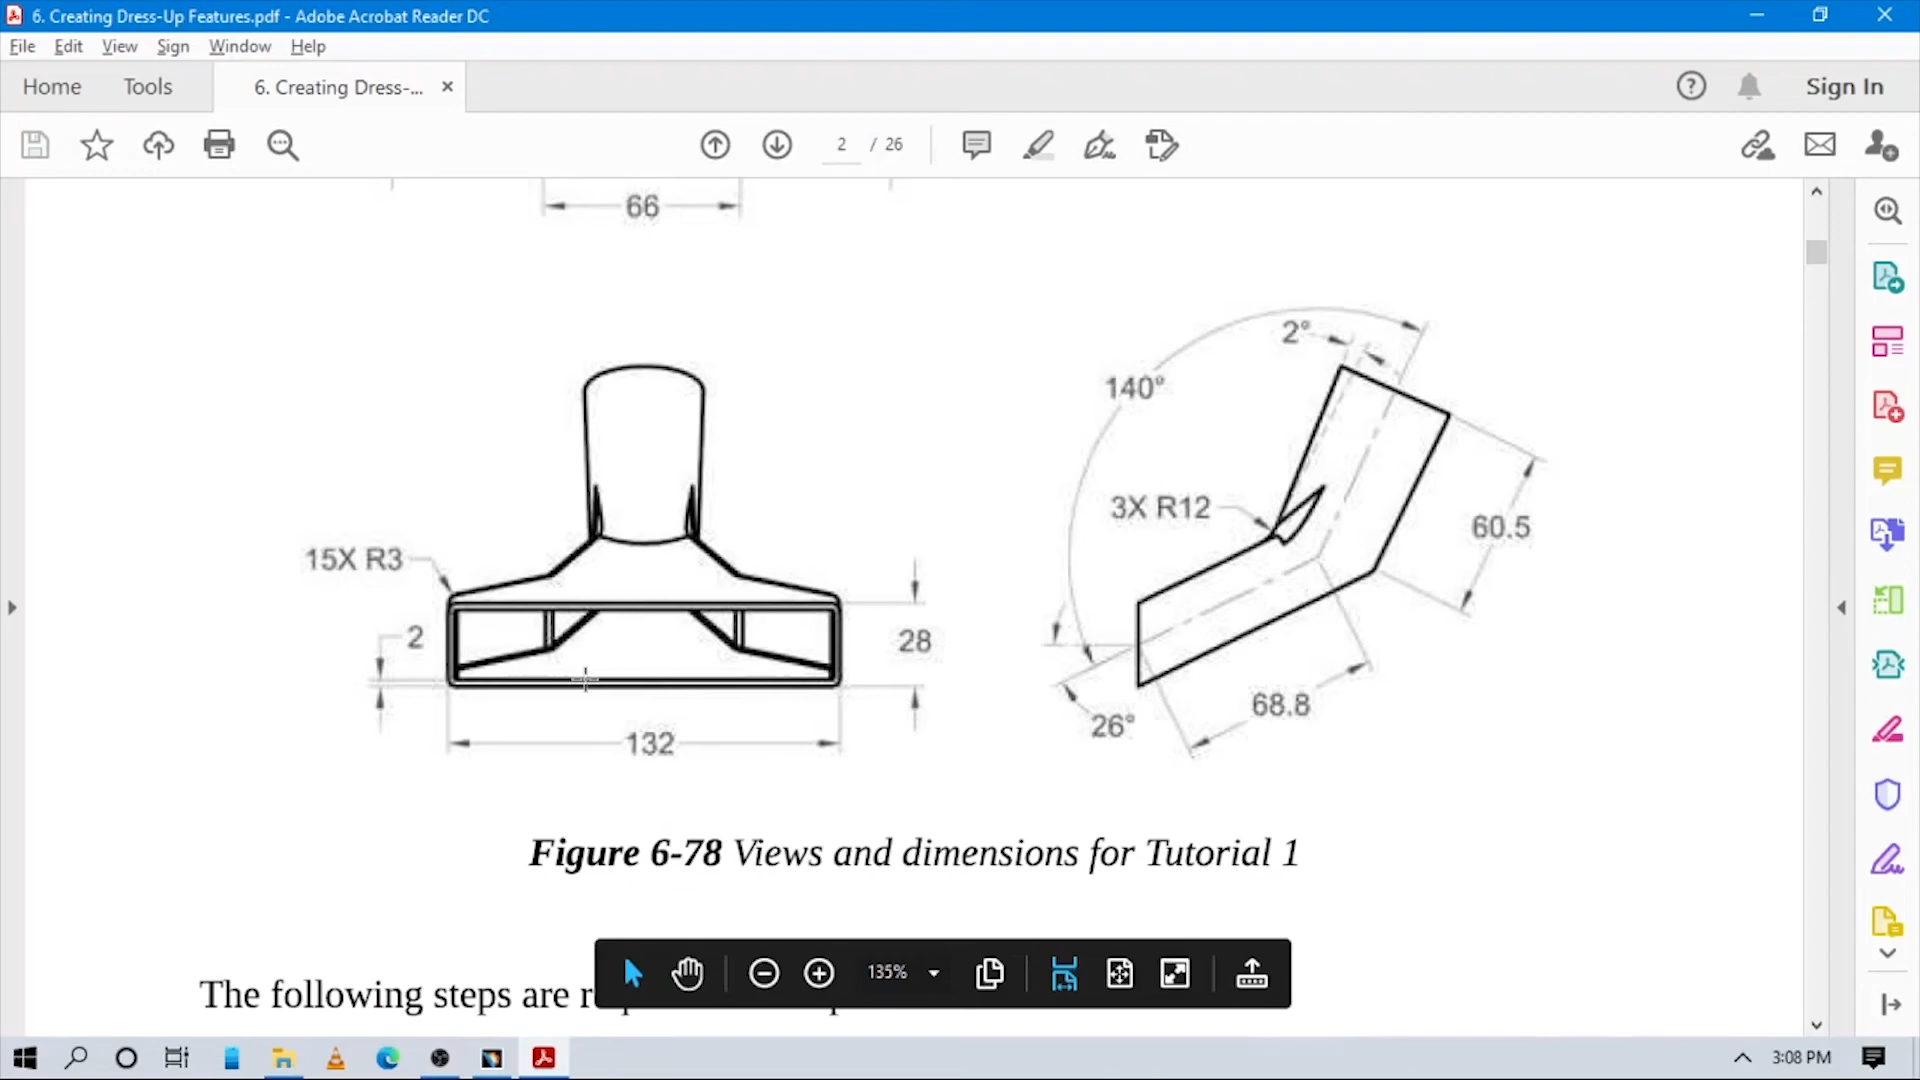 6. Creating Dress-Up Features.pdf - Adobe Acrobat Reader DC
File Edit View Sign Window Help
Home Tools 6. Creating Dress-... × Sign In
2 / 26
66
2°
140°
3X R12
60.5
15X R3
2
28
68.8
26°
132
Figure 6-78 Views and dimensions for Tutorial 1
135%
The following steps are
3:08 PM